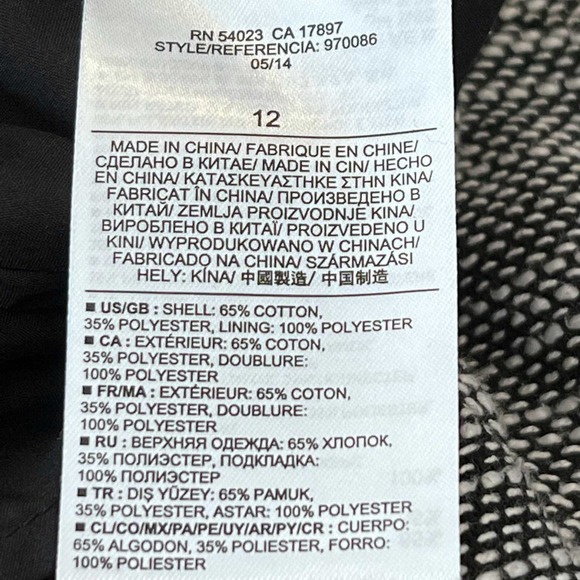 RN 54023 CA 17897
STYLE/REFERENCIA: 970086
05/14
12
MADE IN CHINA/ FABRIQUE EN CHINE/
СДЕЛАНО В КИТАЕ/ MADE IN CIN/ HECHO
EN CHINA/ ΚΑΤΑΣΚΕΥΑΣΤΗΚΕ ΣΤΗΝ ΚΙΝΑ/
FABRICAT ÎN CHINA/ ПРОИЗВЕДЕНО В
КИТАЙ/ ZEMLJA PROIZVODNJE KINA/
ВИРОБЛЕНО В КИТАЇ/ PROIZVEDENO U
KINI/ WYPRODUKOWANO W CHINACH/
FABRICADO NA CHINA/ SZÁRMAZÁSI
HELY: KÍNA/ 中國製造/ 中国制造
■ US/GB : SHELL: 65% COTTON,
35% POLYESTER, LINING: 100% POLYESTER
■ CA : EXTÉRIEUR: 65% COTON,
35% POLYESTER, DOUBLURE:
100% POLYESTER
■ FR/MA : EXTÉRIEUR: 65% COTON,
35% POLYESTER, DOUBLURE:
100% POLYESTER
■ RU : ВЕРХНЯЯ ОДЕЖДА: 65% ХЛОПОК,
35% ПОЛИЭСТЕР, ПОДКЛАДКА:
100% ПОЛИЭСТЕР
■ TR : DIŞ YÜZEY: 65% PAMUK,
35% POLYESTER, ASTAR: 100% POLYESTER
■ CL/CO/MX/PA/PE/UY/AR/PY/CR : CUERPO:
65% ALGODON, 35% POLIESTER, FORRO:
100% POLIESTER